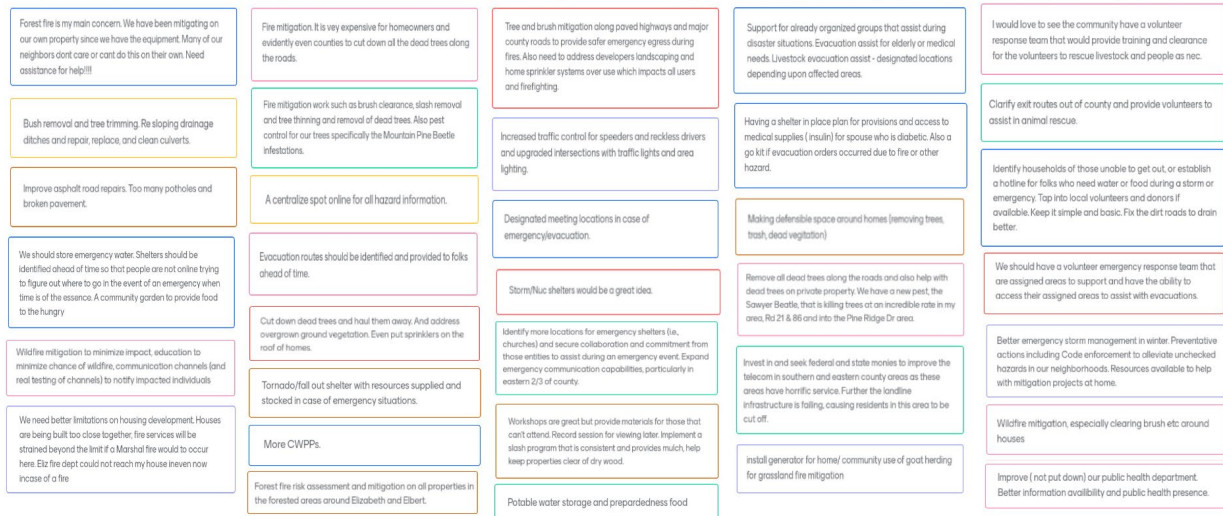 Forest fire is my main concern. We have been mitigating on
our own property since we have the equipment. Many of our
neighbors dont care or cant do this on their own. Need
assistance for help!!!!
Bush removal and tree trimming. Re sloping drainage
ditches and repair, replace, and clean culverts.
Improve asphalt road repairs. Too many potholes and
broken pavement.
We should store emergency water. Shelters should be
identified ahead of time so that people are not online trying
to figure out where to go in the event of an emergency when
time is of the essence. A community garden to provide food
to the hungry
Wildfire mitigation to minimize impact, education to
minimize chance of wildfire, communication channels (and
real testing of channels) to notify impacted individuals
We need better limitations on housing development. Houses
are being built too close together, fire services will be
strained beyond the limit if a Marshal fire would to occur
here. Eliz fire dept could not reach my house ineven now
incase of a fire
Fire mitigation. It is vey expensive for homeowners and
evidently even counties to cut down all the dead trees along
the roads.
Fire mitigation work such as brush clearance, slash removal
and tree thinning and removal of dead trees. Also pest
control for our trees specifically the Mountain Pine Beetle
infestations.
A centralize spot online for all hazard information.
Evacuation routes should be identified and provided to folks
ahead of time.
Cut down dead trees and haul them away. And address
overgrown ground vegetation. Even put sprinklers on the
roof of homes.
Tornado/fall out shelter with resources supplied and
stocked in case of emergency situations.
More CWPPs.
Forest fire risk assessment and mitigation on all properties in
the forested areas around Elizabeth and Elbert.
Tree and brush mitigation along paved highways and major
county roads to provide safer emergency egress during
fires. Also need to address developers landscaping and
home sprinkler systems over use which impacts all users
and firefighting.
Increased traffic control for speeders and reckless drivers
and upgraded intersections with traffic lights and area
lighting.
Designated meeting locations in case of
emergency/evacuation.
Storm/Nuc shelters would be a great idea.
Identify more locations for emergency shelters (i.e.,
churches) and secure collaboration and commitment from
those entities to assist during an emergency event. Expand
emergency communication capabilities, particularly in
eastern 2/3 of county.
Workshops are great but provide materials for those that
can't attend. Record session for viewing later. Implement a
slash program that is consistent and provides mulch, help
keep properties clear of dry wood.
Potable water storage and prepardedness food
Support for already organized groups that assist during
disaster situations. Evacuation assist for elderly or medical
needs. Livestock evacuation assist - designated locations
depending upon affected areas.
Having a shelter in place plan for provisions and access to
medical supplies ( insulin) for spouse who is diabetic. Also a
go kit if evacuation orders occurred due to fire or other
hazard.
Making defensible space around homes (removing trees,
trash, dead vegitation)
Remove all dead trees along the roads and also help with
dead trees on private property. We have a new pest, the
Sawyer Beatle, that is killing trees at an incredible rate in my
area, Rd 21 & 86 and into the Pine Ridge Dr area.
Invest in and seek federal and state monies to improve the
telecom in southern and eastern county areas as these
areas have horrific service. Further the landline
infrastructure is failing, causing residents in this area to be
cut off.
install generator for home/ community use of goat herding
for grassland fire mitigation
I would love to see the community have a volunteer
response team that would provide training and clearance
for the volunteers to rescue livestock and people as nec.
Clarify exit routes out of county and provide volunteers to
assist in animal rescue.
Identify households of those unable to get out, or establish
a hotline for folks who need water or food during a storm or
emergency. Tap into local volunteers and donors if
available. Keep it simple and basic. Fix the dirt roads to drain
better.
We should have a volunteer emergency response team that
are assigned areas to support and have the ability to
access their assigned areas to assist with evacuations.
Better emergency storm management in winter. Preventative
actions including Code enforcement to alleviate unchecked
hazards in our neighborhoods. Resources available to help
with mitigation projects at home.
Wildfire mitigation, especially clearing brush etc around
houses
Improve ( not put down) our public health department.
Better information availibility and public health presence.